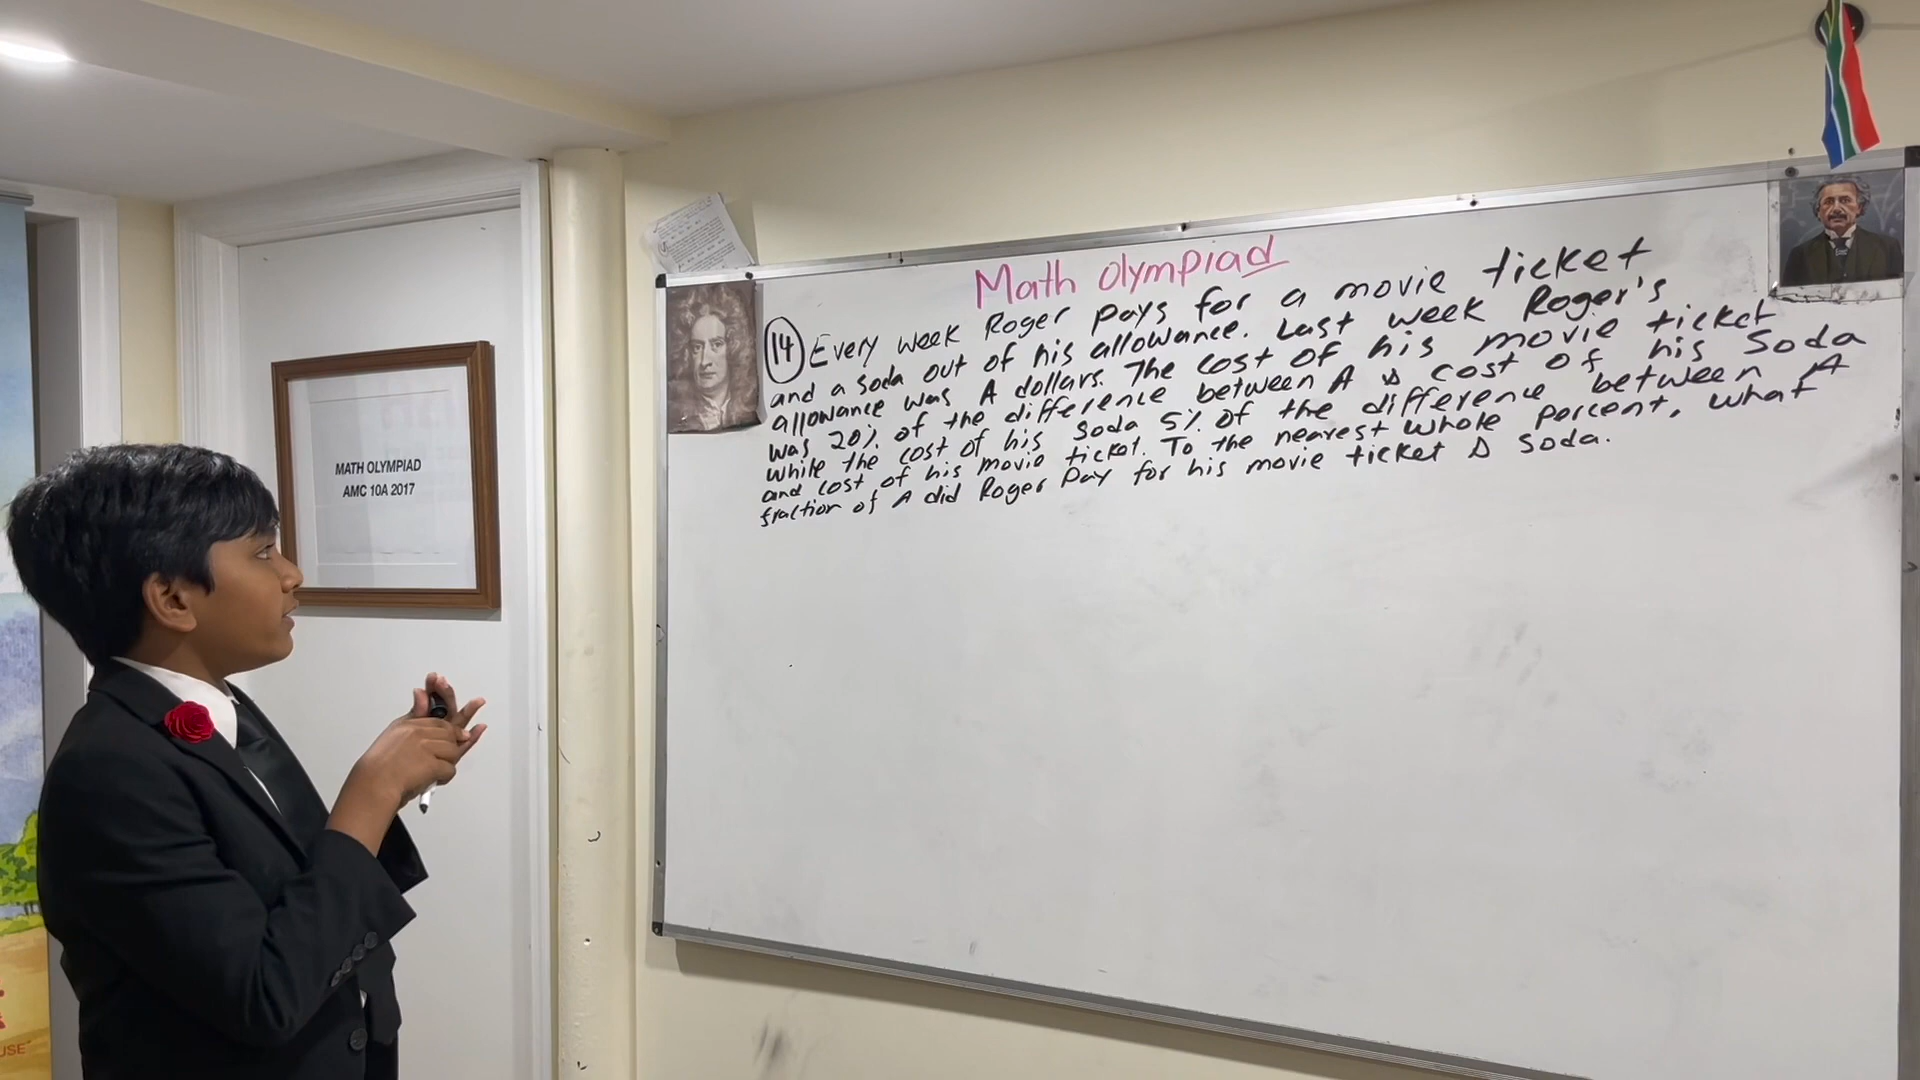 MATH OLYMPIAD
AMC 10A 2017
Math Olympiad
14 Every week Roger pays for a movie ticket
and a soda out of his allowance. Last week Roger's
allowance was A dollars. The cost of his movie ticket
was 20% of the difference between A & cost of his Soda
while the cost of his soda 5% of the difference between A
and cost of his movie ticket. To the nearest whole percent, what
fraction of A did Roger Pay for his movie ticket & soda.
USE"